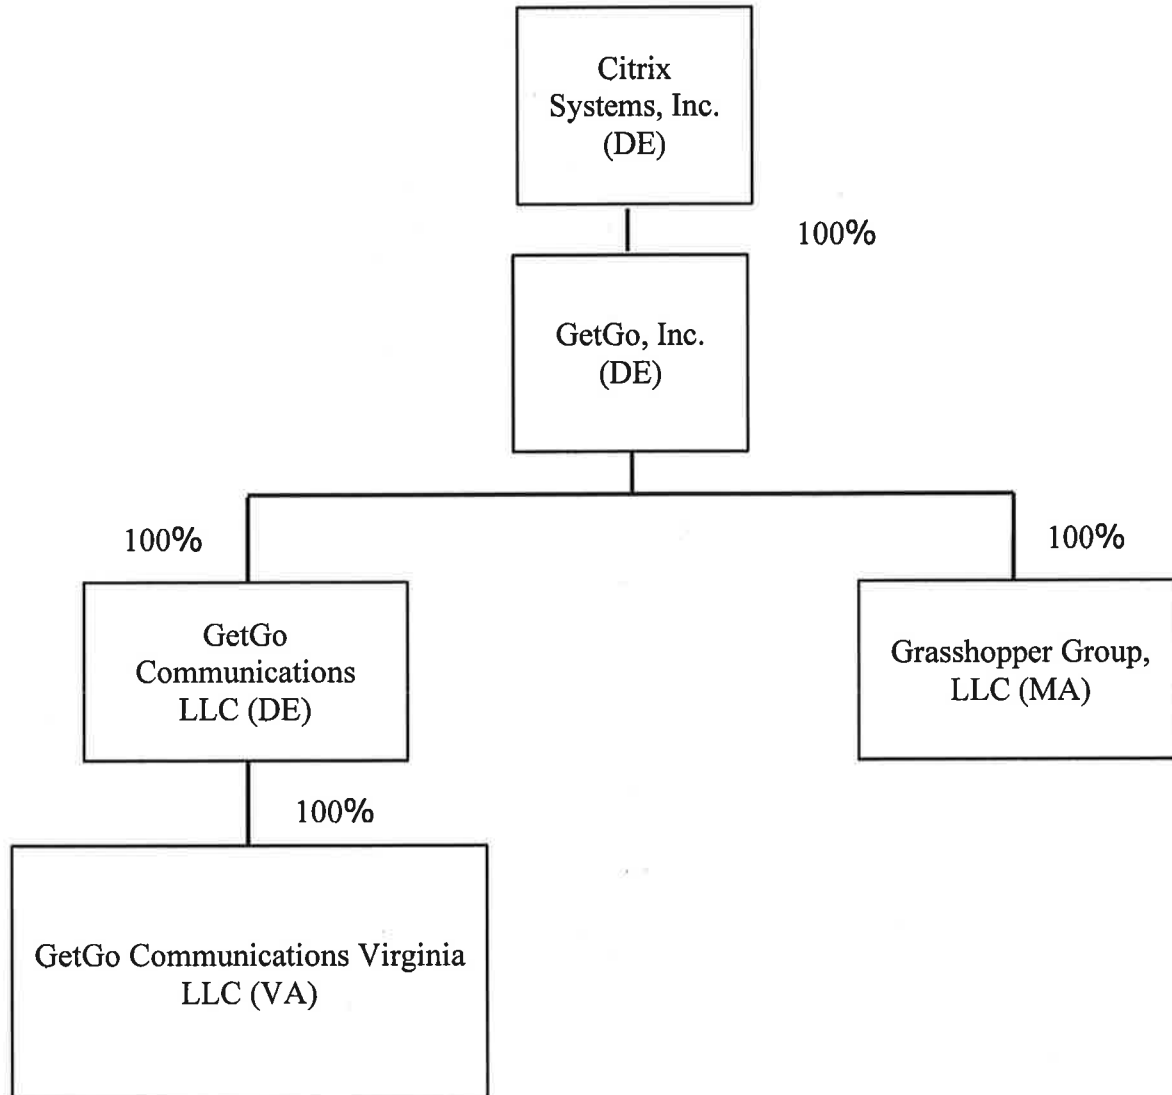 Citrix
Systems, Inc.
(DE)
100%
GetGo, Inc.
(DE)
100%
100%
GetGo
Communications
LLC (DE)
Grasshopper Group,
LLC (MA)
100%
GetGo Communications Virginia
LLC (VA)